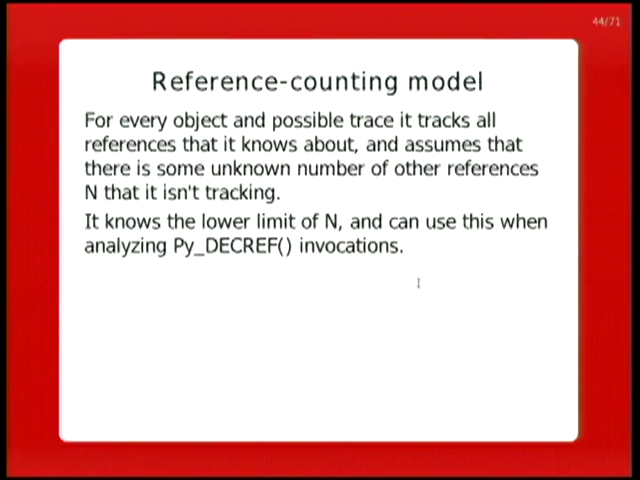 44/71
Reference-counting model
For every object and possible trace it tracks all
references that it knows about, and assumes that
there is some unknown number of other references
N that it isn't tracking.
It knows the lower limit of N, and can use this when
analyzing Py_DECREF() invocations.